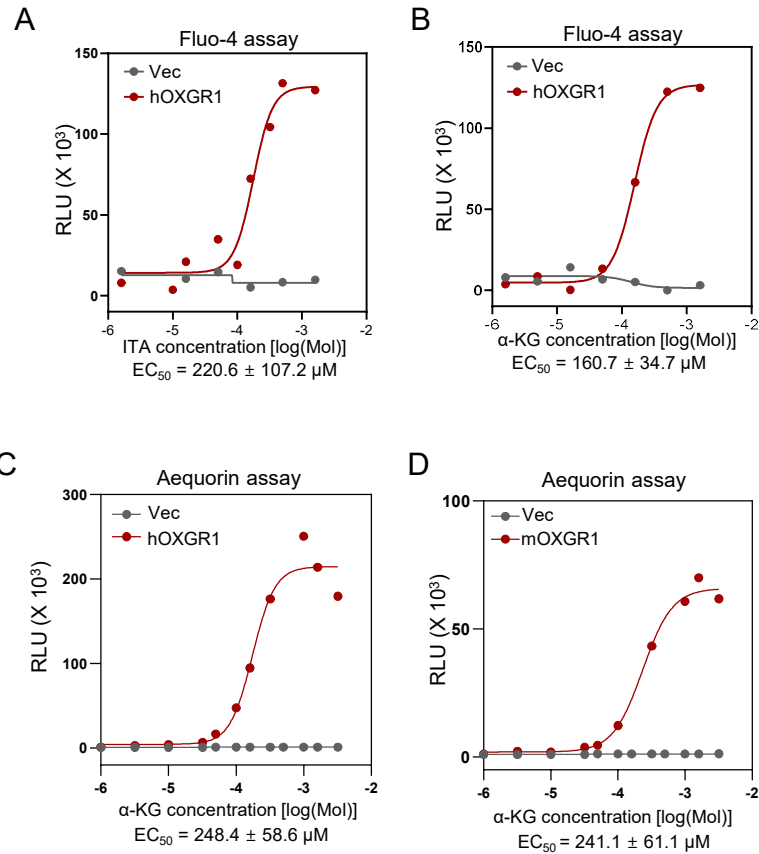 A
Fluo-4 assay
Vec
hOXGR1
RLU (X 10³)
150
100
50
0
-6 -5 -4 -3 -2
ITA concentration [log(Mol)]
EC₅₀ = 220.6 ± 107.2 µM
B
Fluo-4 assay
Vec
hOXGR1
RLU (X 10³)
150
100
50
0
-6 -5 -4 -3 -2
α-KG concentration [log(Mol)]
EC₅₀ = 160.7 ± 34.7 µM
C
Aequorin assay
Vec
hOXGR1
RLU (X 10³)
300
200
100
0
-6 -5 -4 -3 -2
α-KG concentration [log(Mol)]
EC₅₀ = 248.4 ± 58.6 µM
D
Aequorin assay
Vec
mOXGR1
RLU (X 10³)
100
50
0
-6 -5 -4 -3 -2
α-KG concentration [log(Mol)]
EC₅₀ = 241.1 ± 61.1 µM